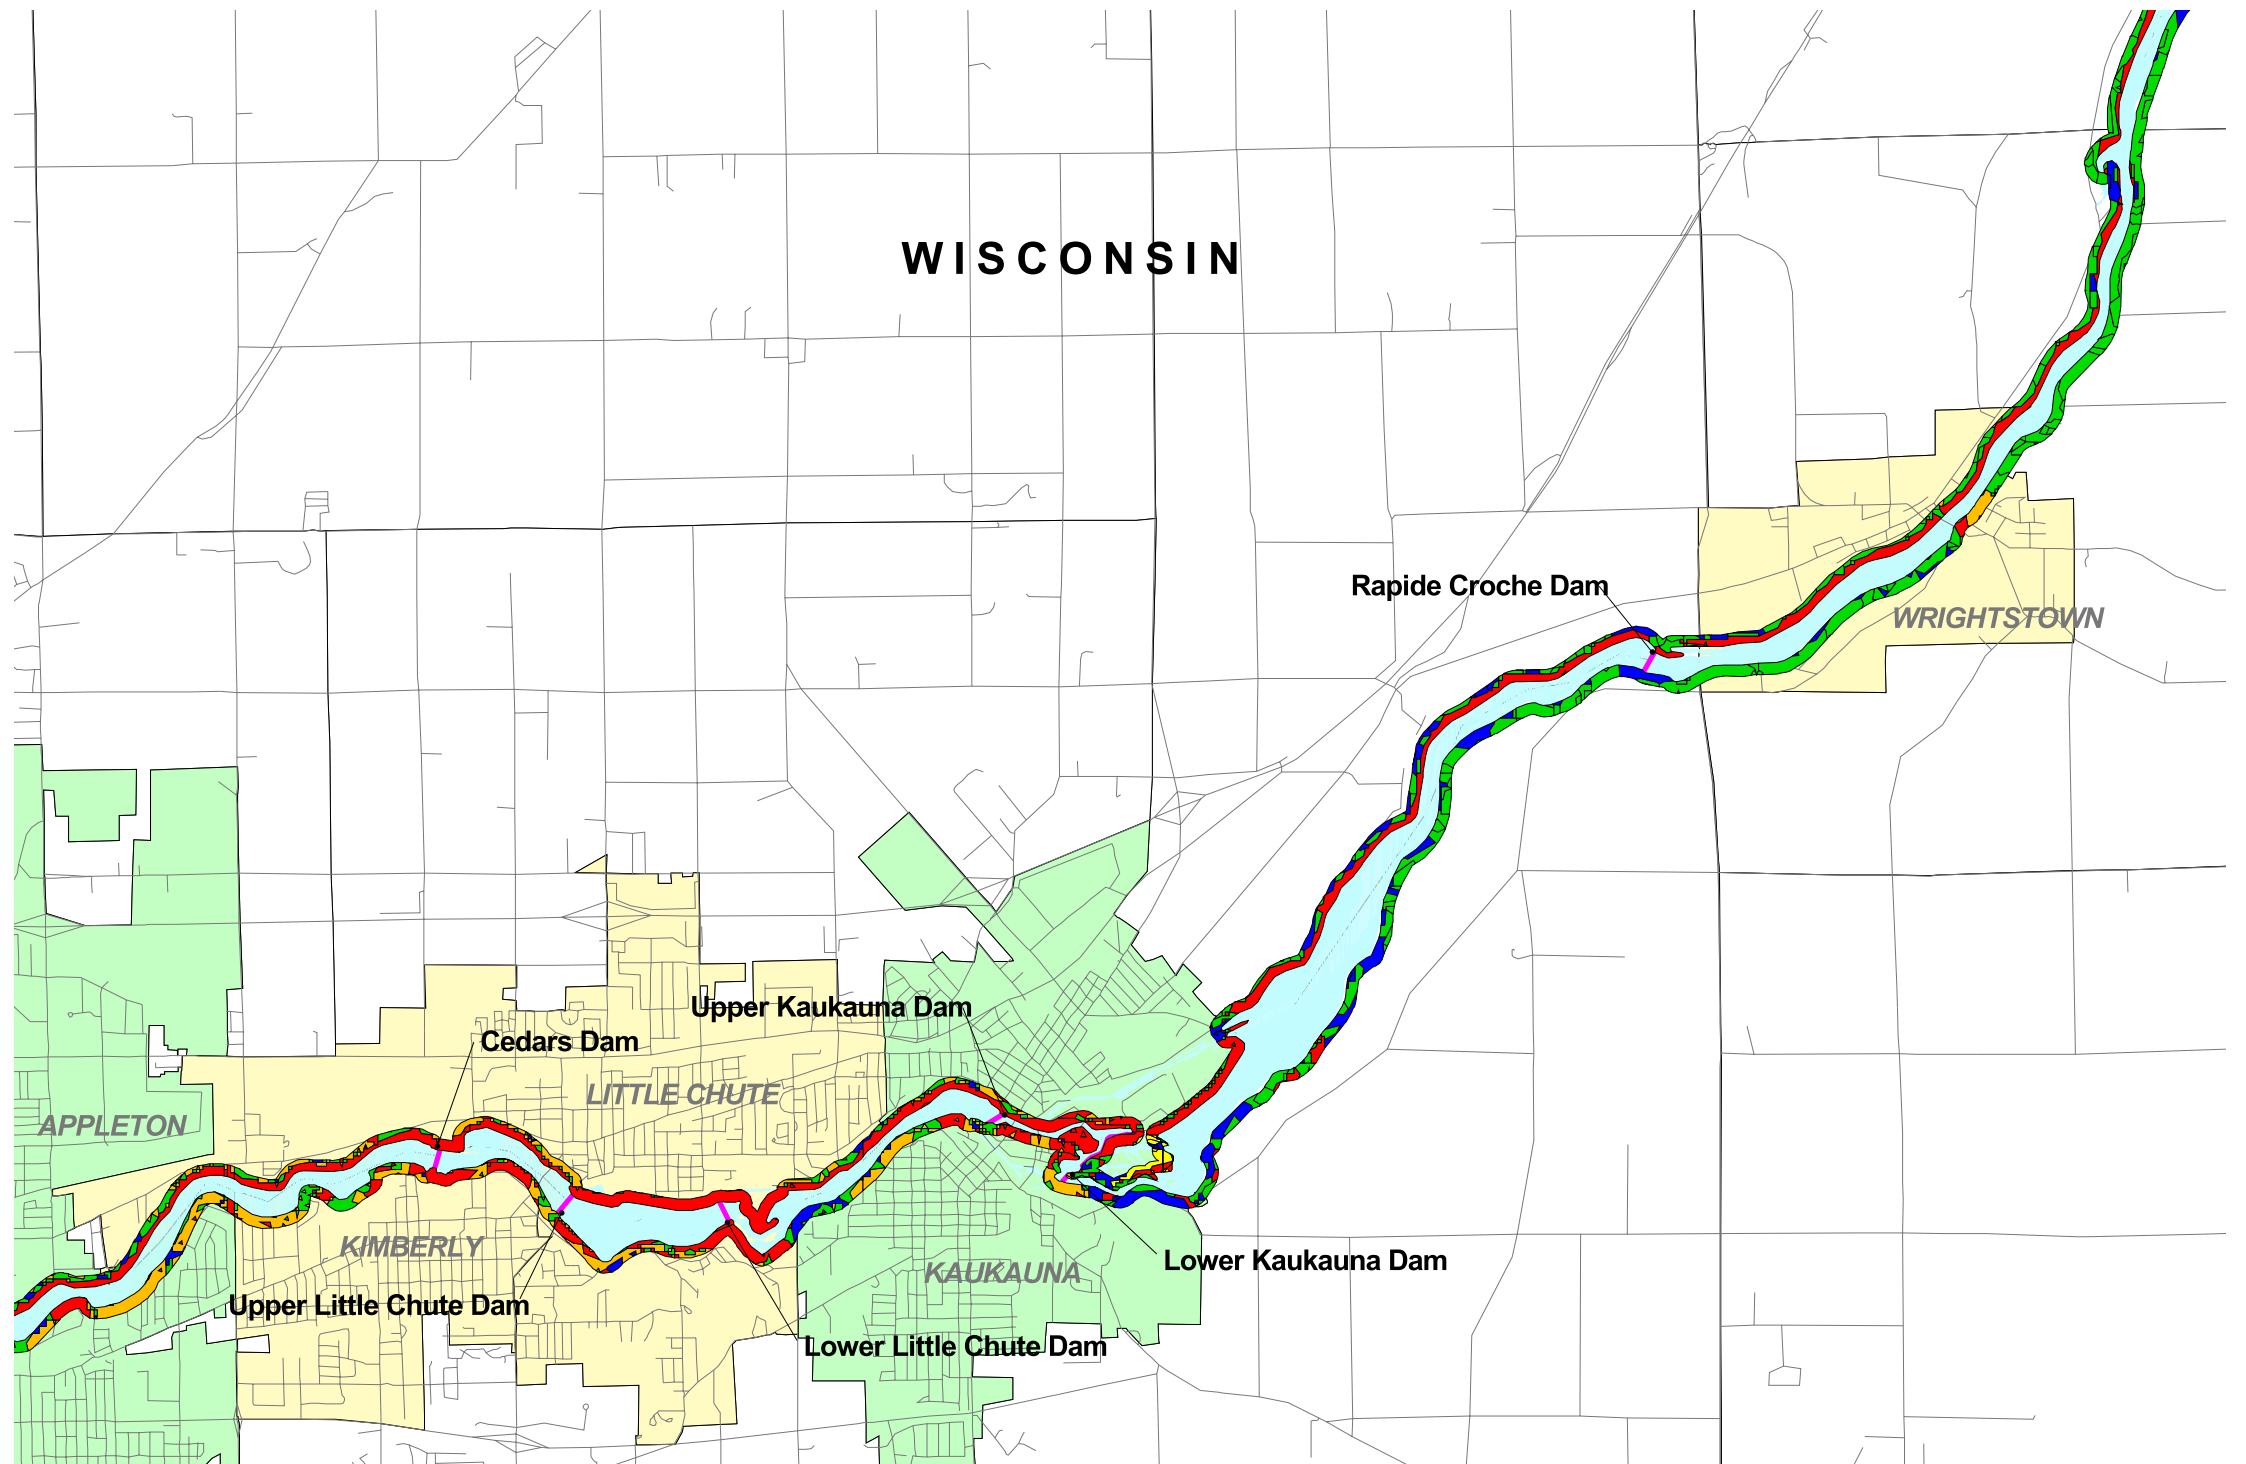 WISCONSIN
Rapide Croche Dam
WRIGHTSTOWN
Upper Kaukauna Dam
Cedars Dam
LITTLE CHUTE
APPLETON
KIMBERLY
Lower Kaukauna Dam
KAUKAUNA
Upper Little Chute Dam
Lower Little Chute Dam